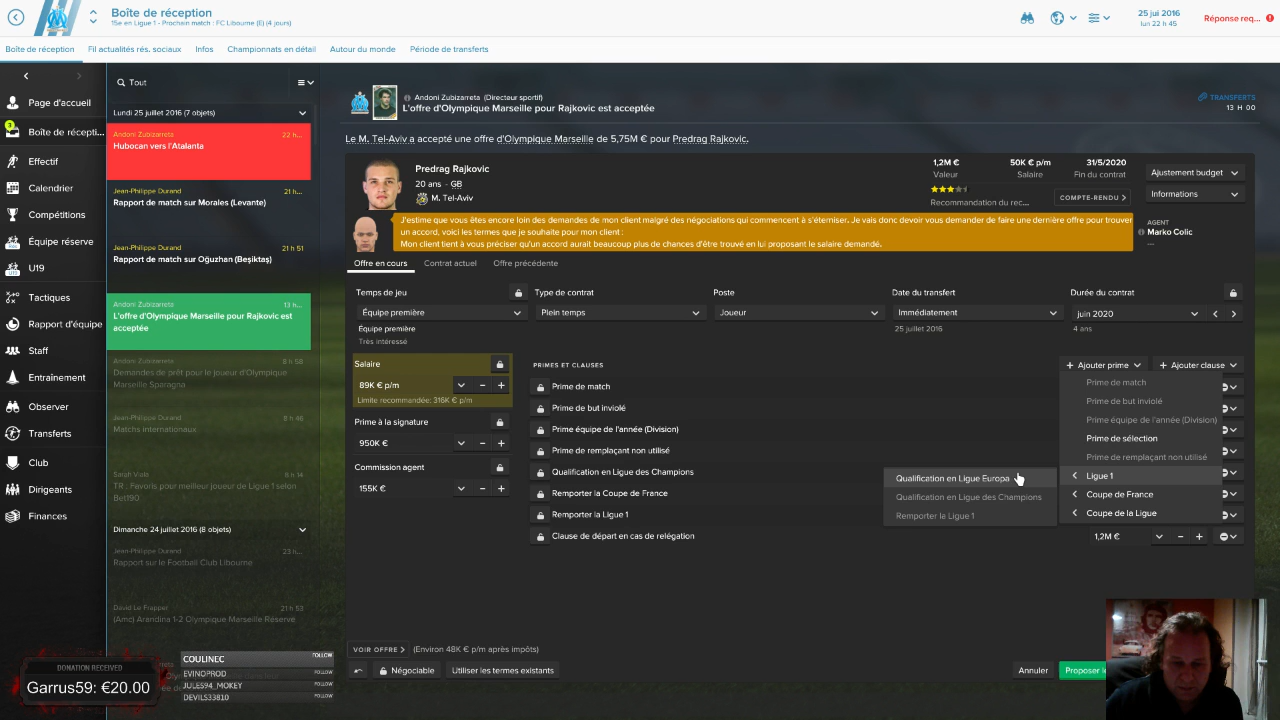 Boîte de réception
15e en Ligue 1 - Prochain match : FC Libourne (E) (4 jours)
25 jui 2016
lun 22 h 45
Réponse req...
Boîte de réception
Fil actualités rés. sociaux
Infos
Championnats en détail
Autour du monde
Période de transferts
Page d'accueil
3
Boîte de récepti...
Effectif
Calendrier
Compétitions
Équipe réserve
U19
Tactiques
Rapport d'équipe
Staff
Entraînement
Observer
Transferts
Club
Dirigeants
Finances
Tout
Lundi 25 juillet 2016 (7 objets)
Andoni Zubizarreta 22 h...
Hubocan vers l'Atalanta
Jean-Philippe Durand 21 h...
Rapport de match sur Morales (Levante)
Jean-Philippe Durand 21 h 51
Rapport de match sur Oğuzhan (Beşiktaş)
Andoni Zubizarreta 13 h...
L'offre d'Olympique Marseille pour Rajkovic est
acceptée
Andoni Zubizarreta 8 h 58
Demandes de prêt pour le joueur d'Olympique
Marseille Sparagna
Jean-Philippe Durand 8 h 46
Matchs internationaux
Sarah Viala 8 h 14
TR : Favoris pour meilleur joueur de Ligue 1 selon
Bet190
Dimanche 24 juillet 2016 (8 objets)
Jean-Philippe Durand 23 h...
Rapport sur le Football Club Libourne
David Le Frapper 21 h 53
(Amc) Arandina 1-2 Olympique Marseille Réserve
Andoni Zubizarreta (Directeur sportif)
L'offre d'Olympique Marseille pour Rajkovic est acceptée
TRANSFERTS
13 H 00
Le M. Tel-Aviv a accepté une offre d'Olympique Marseille de 5,75M € pour Predrag Rajkovic.
Predrag Rajkovic
20 ans - GB
M. Tel-Aviv
1,2M €
Valeur
50K € p/m
Salaire
31/5/2020
Fin du contrat
Recommandation du rec...
COMPTE-RENDU
Ajustement budget
Informations
J'estime que vous êtes encore loin des demandes de mon client malgré des négociations qui commencent à s'éterniser. Je vais donc devoir vous demander de faire une dernière offre pour trouver
un accord, voici les termes que je souhaite pour mon client :
Mon client tient à vous préciser qu'un accord aurait beaucoup plus de chances d'être trouvé en lui proposant le salaire demandé.
AGENT
Marko Colic
Offre en cours
Contrat actuel
Offre précédente
Temps de jeu
Équipe première
Équipe première
Très intéressé
Type de contrat
Plein temps
Poste
Joueur
Date du transfert
Immédiatement
25 juillet 2016
Durée du contrat
juin 2020
4 ans
Salaire
89K € p/m
Limite recommandée: 316K € p/m
Prime à la signature
950K €
Commission agent
155K €
PRIMES ET CLAUSES
Ajouter prime
Ajouter clause
Prime de match
Prime de but inviolé
Prime équipe de l'année (Division)
Prime de remplaçant non utilisé
Qualification en Ligue des Champions
Remporter la Coupe de France
Remporter la Ligue 1
Clause de départ en cas de relégation
1,2M €
Prime de match
Prime de but inviolé
Prime équipe de l'année (Division)
Prime de sélection
Prime de remplaçant non utilisé
Ligue 1
Coupe de France
Coupe de la Ligue
Qualification en Ligue Europa
Qualification en Ligue des Champions
Remporter la Ligue 1
VOIR OFFRE
(Environ 48K € p/m après impôts)
Négociable
Utiliser les termes existants
Annuler
Proposer
DONATION RECEIVED
Garrus59: €20.00
COULINEC FOLLOW
EVINOPROD FOLLOW
JULES94_MOKEY FOLLOW
DEVILS33810 FOLLOW